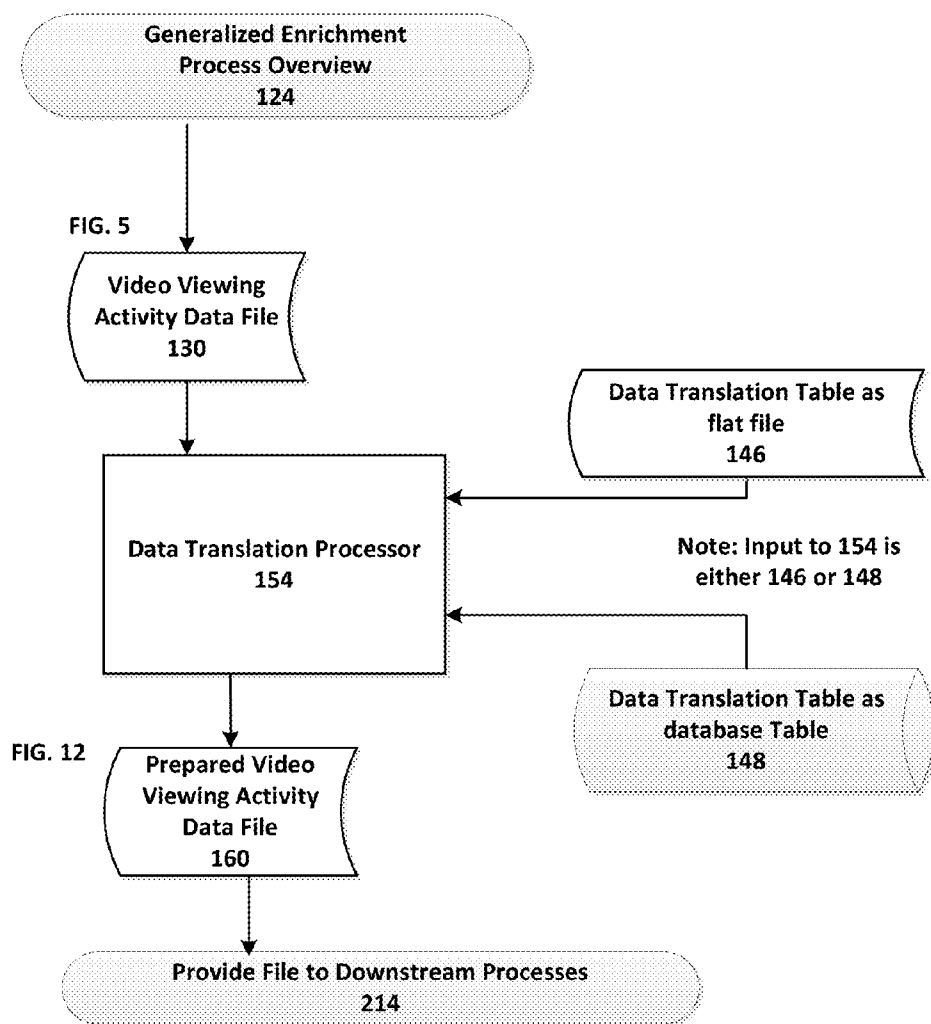 Generalized Enrichment
Process Overview
124
FIG. 5
Video Viewing
Activity Data File
130
Data Translation Table as
flat file
146
Data Translation Processor
154
Note: Input to 154 is
either 146 or 148
Data Translation Table as
database Table
148
FIG. 12
Prepared Video
Viewing Activity
Data File
160
Provide File to Downstream Processes
214